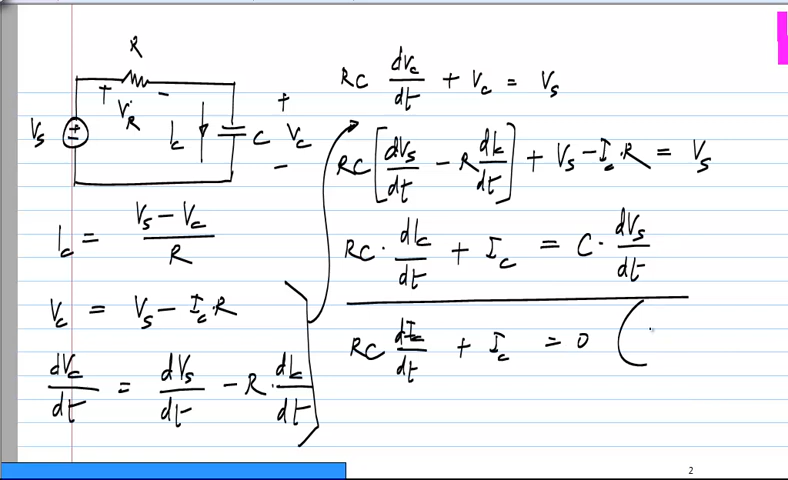 R
+ V_R −
V_s
I_c
C
+ V_c −
I_c = (V_s − V_c) / R
V_c = V_s − I_c · R
dV_c/dt = dV_s/dt − R · dI_c/dt
RC dV_c/dt + V_c = V_s
RC [dV_s/dt − R dI_c/dt] + V_s − I_c · R = V_s
RC · dI_c/dt + I_c = C · dV_s/dt
RC dI_c/dt + I_c = 0 (
2